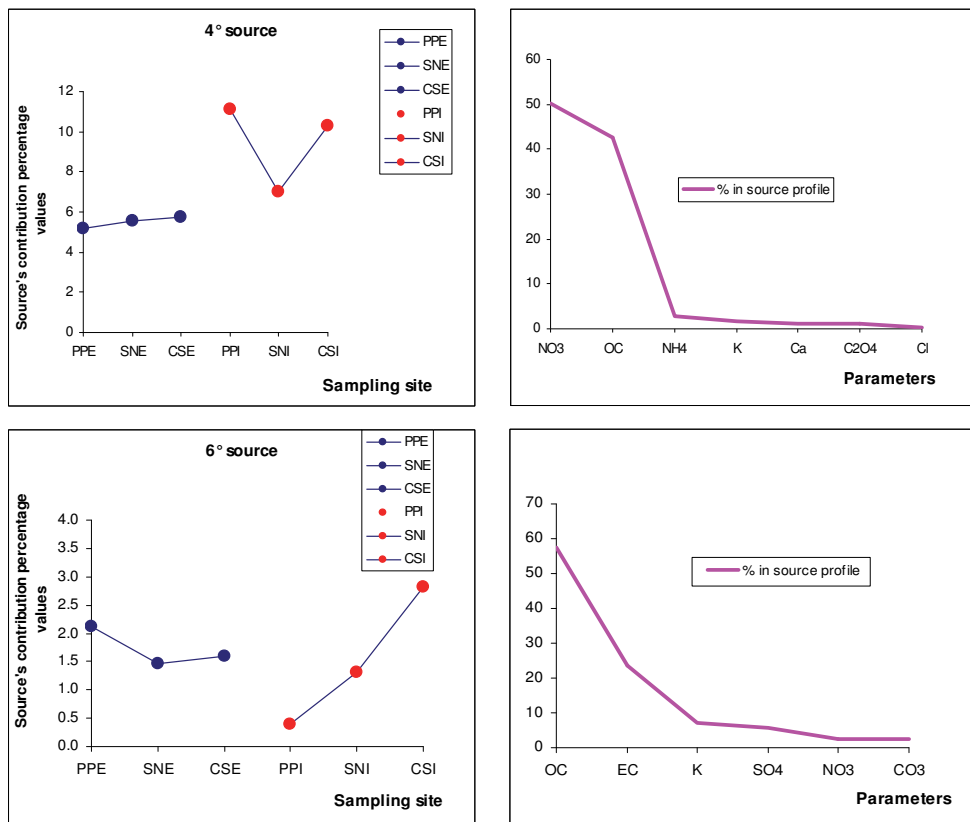 4° source
PPE
SNE
CSE
PPI
SNI
CSI
Source's contribution percentage
values
12
10
8
6
4
2
0
PPE SNE CSE PPI SNI CSI
Sampling site
60
50
40
30
20
10
0
% in source profile
NO3 OC NH4 K Ca C2O4 Cl
Parameters
6° source
PPE
SNE
CSE
PPI
SNI
CSI
Source's contribution percentage
values
4.0
3.5
3.0
2.5
2.0
1.5
1.0
0.5
0.0
PPE SNE CSE PPI SNI CSI
Sampling site
70
60
50
40
30
20
10
0
% in source profile
OC EC K SO4 NO3 CO3
Parameters